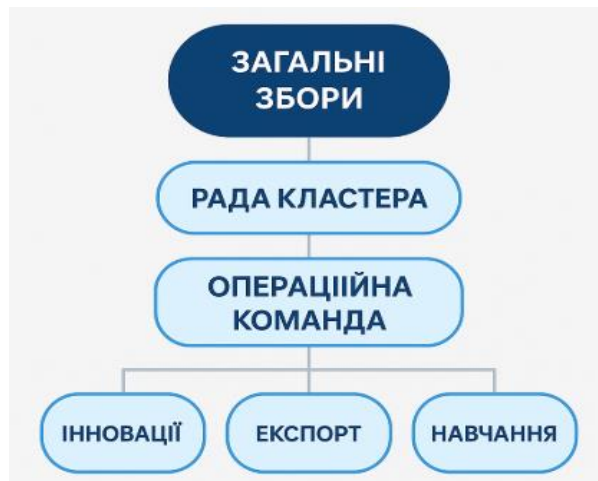 ЗАГАЛЬНІ
ЗБОРИ
РАДА КЛАСТЕРА
ОПЕРАЦІІЙНА
КОМАНДА
ІННОВАЦІЇ
ЕКСПОРТ
НАВЧАННЯ